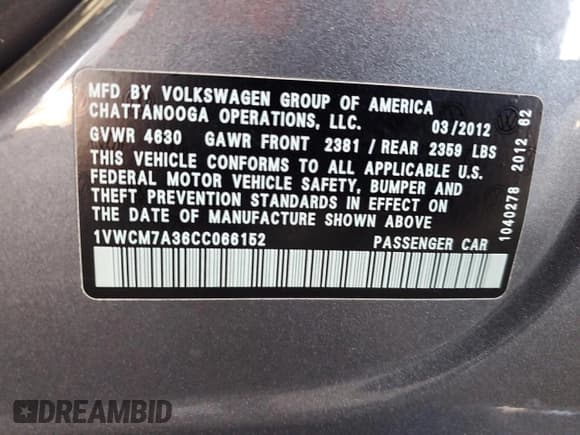 MFD BY VOLKSWAGEN GROUP OF AMERICA
CHATTANOOGA OPERATIONS, LLC. 03/2012
GVWR 4630 GAWR FRONT 2381 / REAR 2359 LBS
THIS VEHICLE CONFORMS TO ALL APPLICABLE U.S.
FEDERAL MOTOR VEHICLE SAFETY, BUMPER AND
THEFT PREVENTION STANDARDS IN EFFECT ON
THE DATE OF MANUFACTURE SHOWN ABOVE
1VWCM7A36CC066152 PASSENGER CAR
1040278 2012 62
DREAMBID